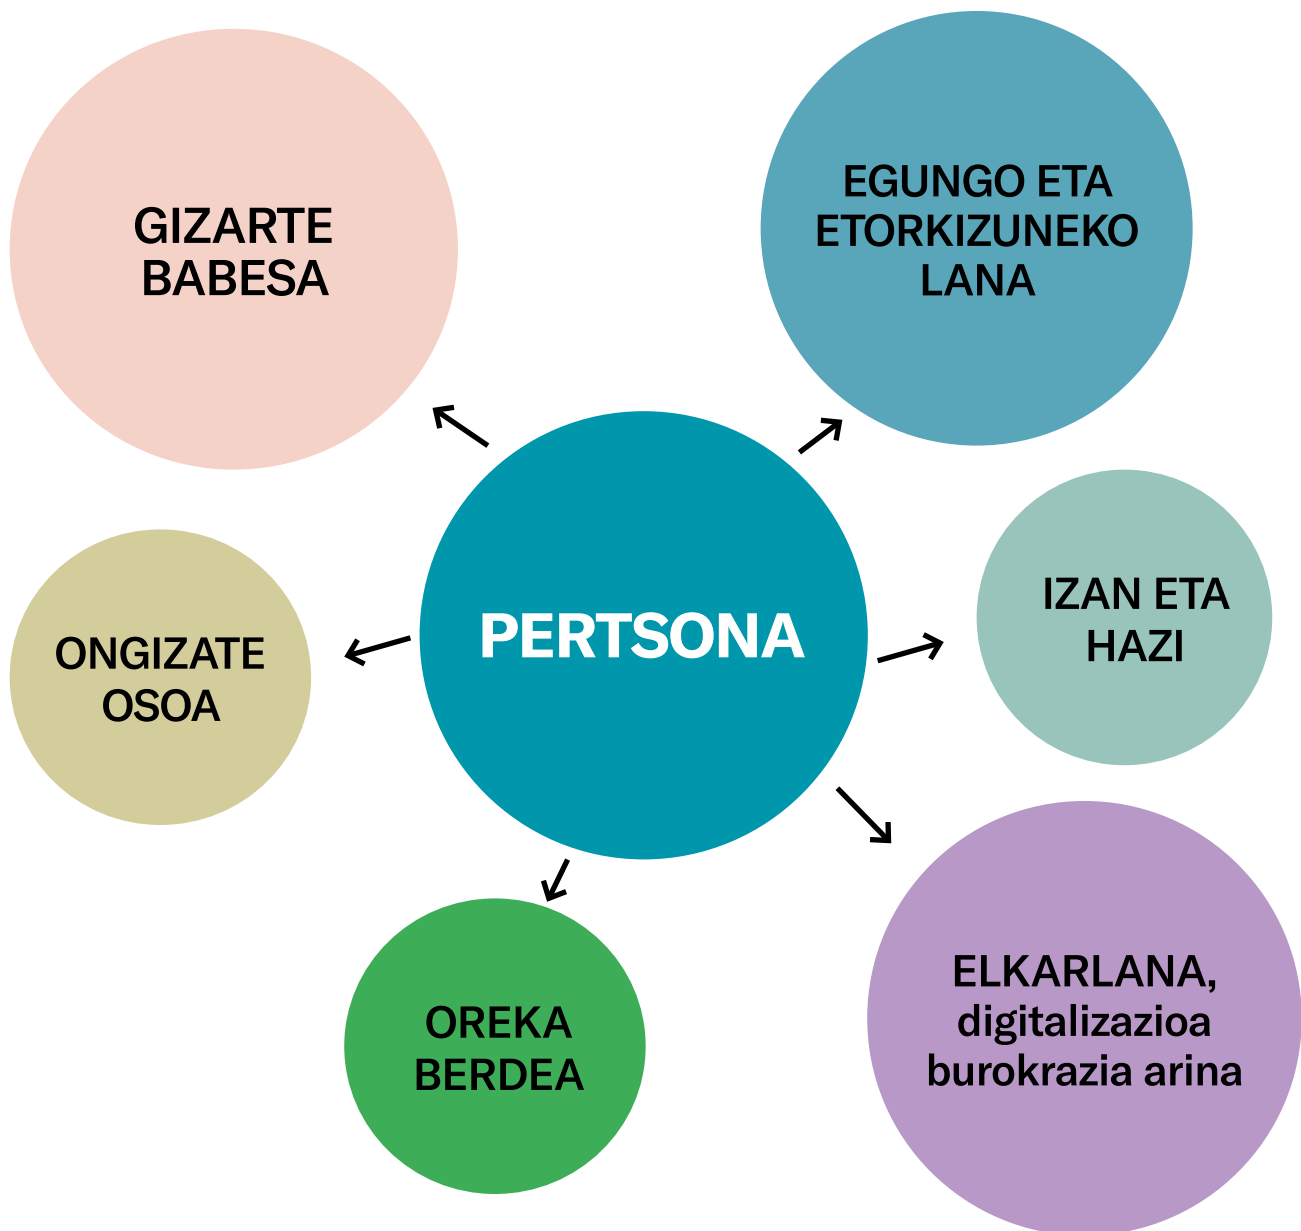 GIZARTE
BABESA
EGUNGO ETA
ETORKIZUNEKO
LANA
PERTSONA
IZAN ETA
HAZI
ONGIZATE
OSOA
OREKA
BERDEA
ELKARLANA,
digitalizazioa
burokrazia arina